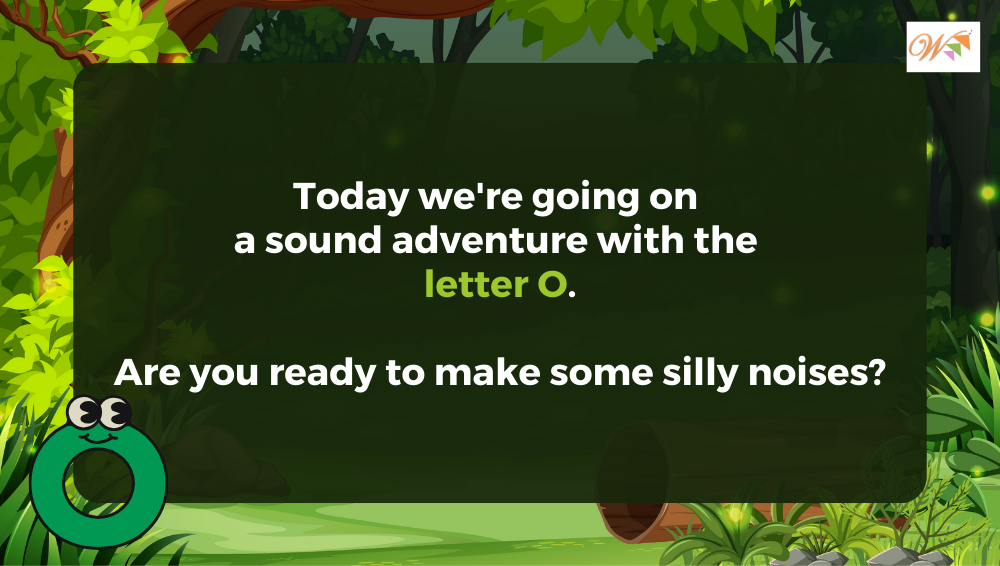 W
Today we're going on
a sound adventure with the
letter O.
Are you ready to make some silly noises?